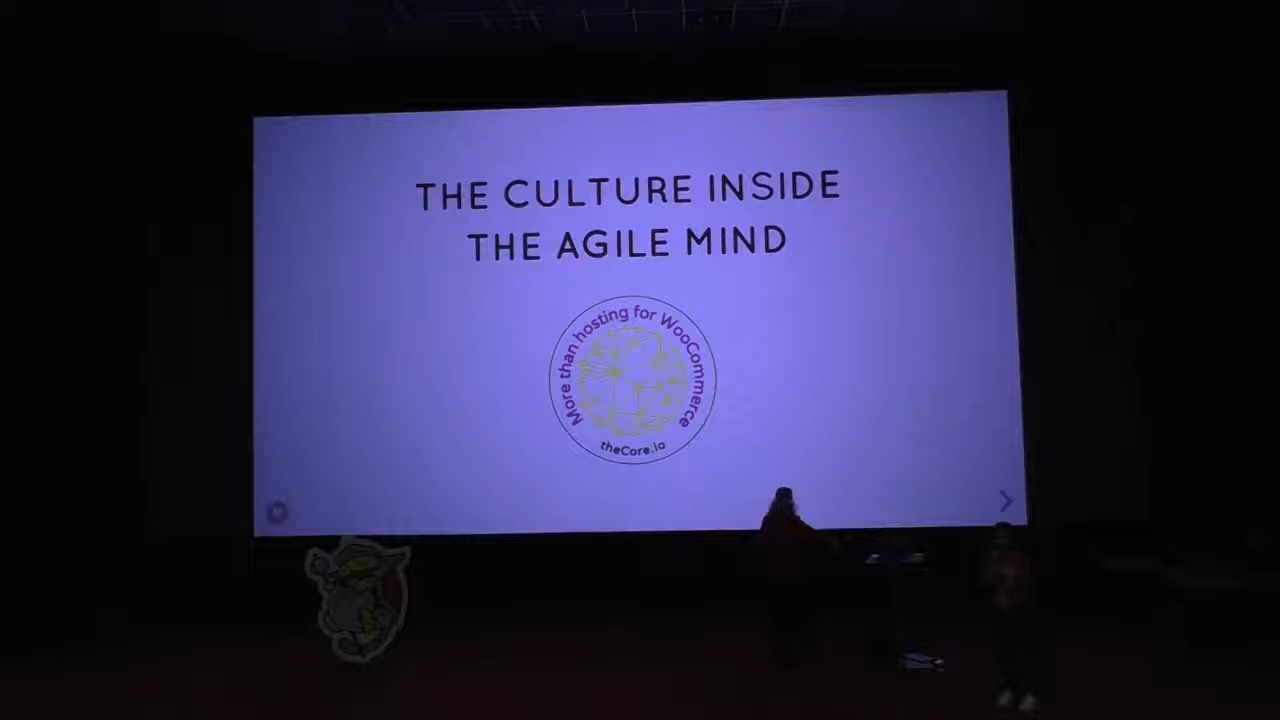 THE CULTURE INSIDE
THE AGILE MIND
More than hosting for WooCommerce
theCore.io